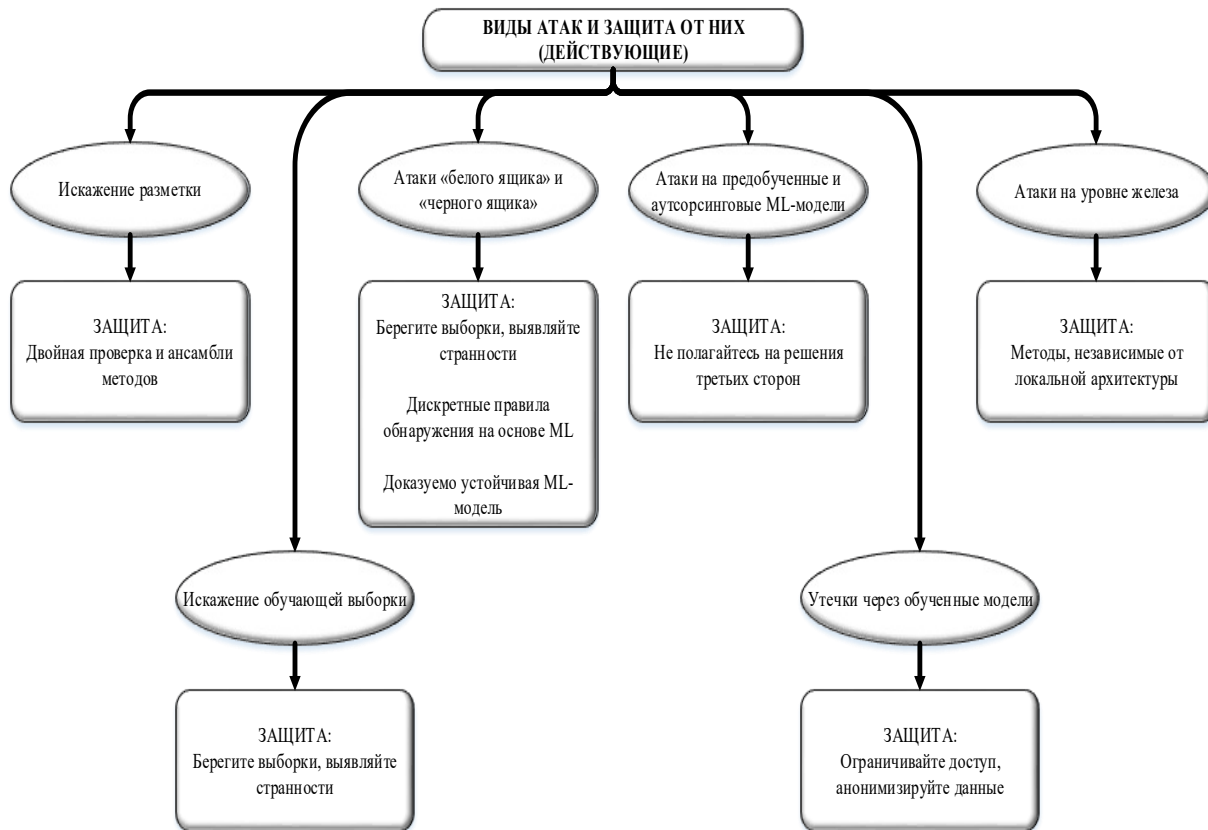 ВИДЫ АТАК И ЗАЩИТА ОТ НИХ
(ДЕЙСТВУЮЩИЕ)
Искажение разметки
Атаки «белого ящика» и
«черного ящика»
Атаки на предобученные и
аутсорсинговые ML-модели
Атаки на уровне железа
ЗАЩИТА:
Двойная проверка и ансамбли
методов
ЗАЩИТА:
Берегите выборки, выявляйте
странности
Дискретные правила
обнаружения на основе ML
Доказуемо устойчивая ML-
модель
ЗАЩИТА:
Не полагайтесь на решения
третьих сторон
ЗАЩИТА:
Методы, независимые от
локальной архитектуры
Искажение обучающей выборки
Утечки через обученные модели
ЗАЩИТА:
Берегите выборки, выявляйте
странности
ЗАЩИТА:
Ограничивайте доступ,
анонимизируйте данные